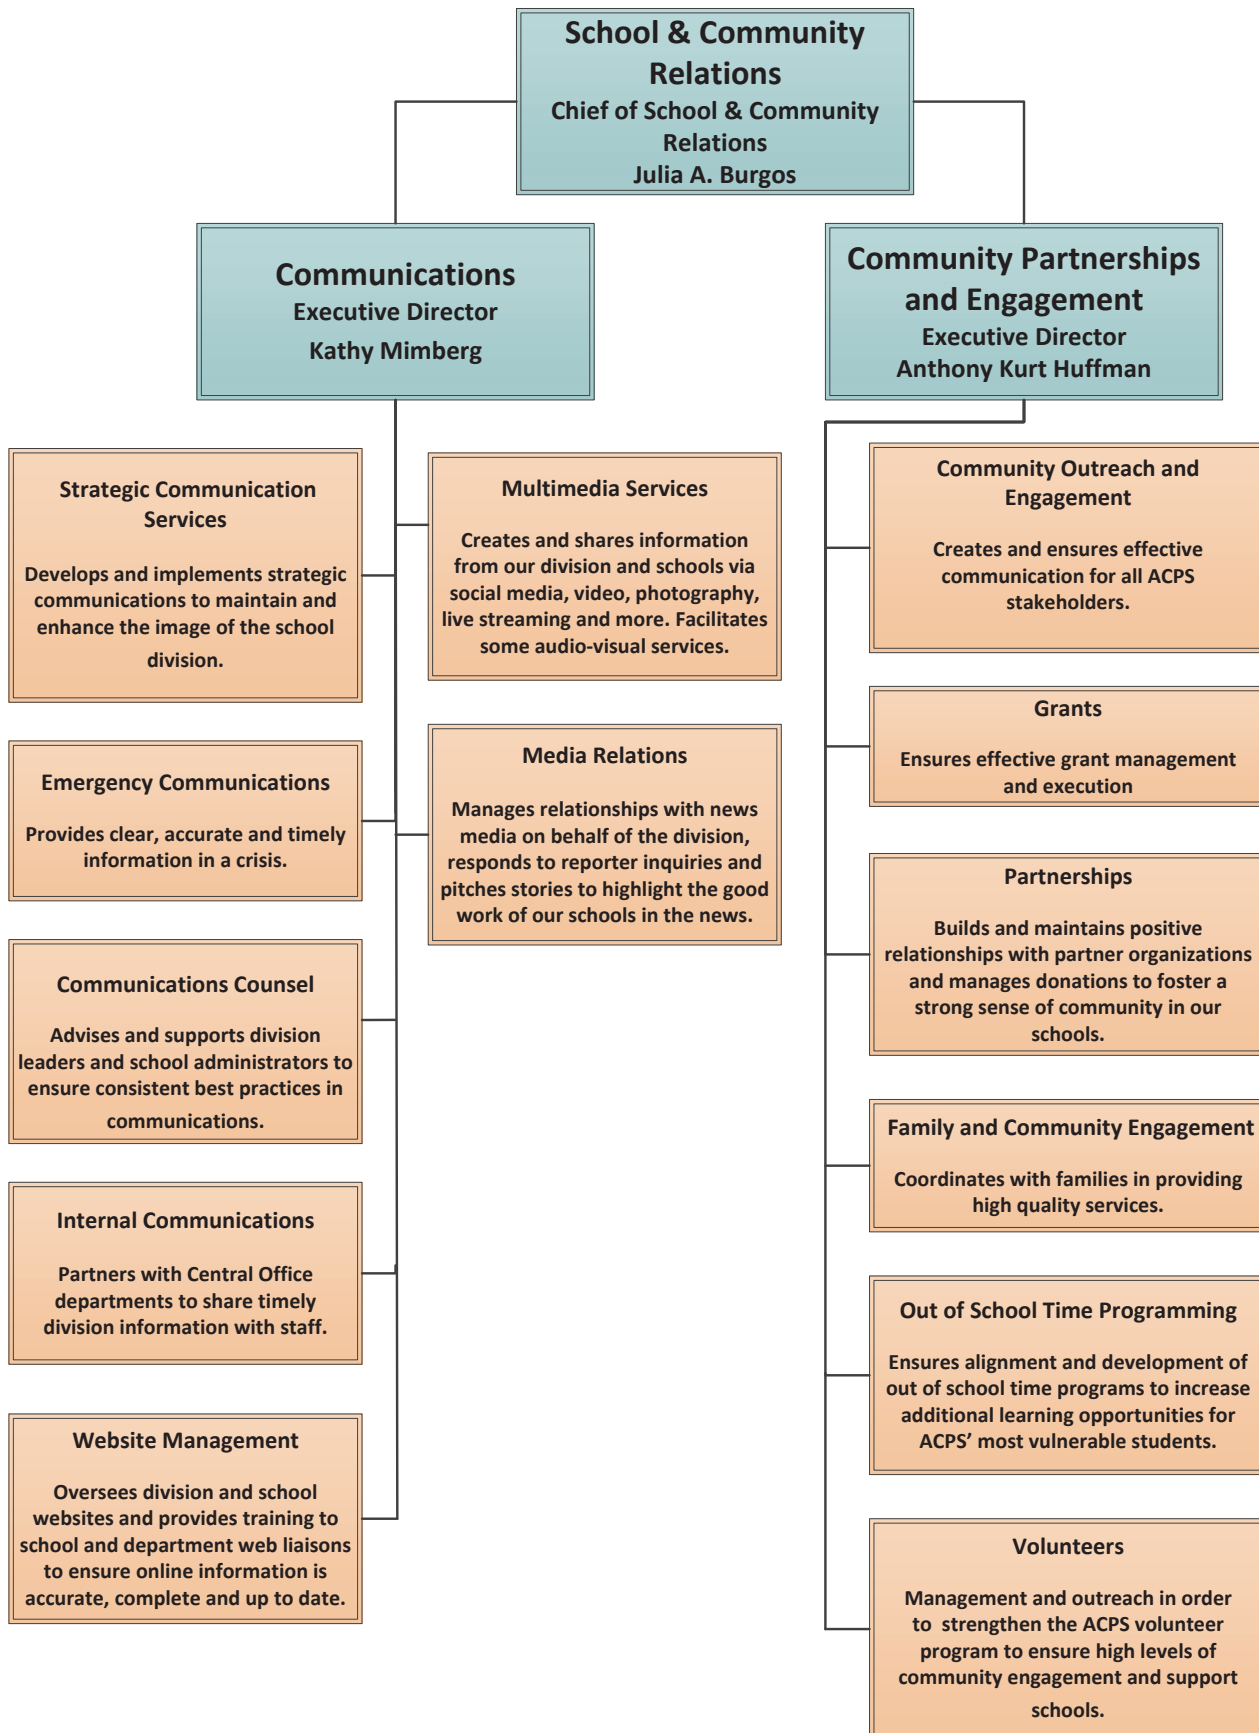 School & Community
Relations
Chief of School & Community
Relations
Julia A. Burgos
Communications
Executive Director
Kathy Mimberg
Community Partnerships
and Engagement
Executive Director
Anthony Kurt Huffman
Strategic Communication
Services
Develops and implements strategic
communications to maintain and
enhance the image of the school
division.
Emergency Communications
Provides clear, accurate and timely
information in a crisis.
Communications Counsel
Advises and supports division
leaders and school administrators to
ensure consistent best practices in
communications.
Internal Communications
Partners with Central Office
departments to share timely
division information with staff.
Website Management
Oversees division and school
websites and provides training to
school and department web liaisons
to ensure online information is
accurate, complete and up to date.
Multimedia Services
Creates and shares information
from our division and schools via
social media, video, photography,
live streaming and more. Facilitates
some audio-visual services.
Media Relations
Manages relationships with news
media on behalf of the division,
responds to reporter inquiries and
pitches stories to highlight the good
work of our schools in the news.
Community Outreach and
Engagement
Creates and ensures effective
communication for all ACPS
stakeholders.
Grants
Ensures effective grant management
and execution
Partnerships
Builds and maintains positive
relationships with partner organizations
and manages donations to foster a
strong sense of community in our
schools.
Family and Community Engagement
Coordinates with families in providing
high quality services.
Out of School Time Programming
Ensures alignment and development of
out of school time programs to increase
additional learning opportunities for
ACPS’ most vulnerable students.
Volunteers
Management and outreach in order
to  strengthen the ACPS volunteer
program to ensure high levels of
community engagement and support
schools.